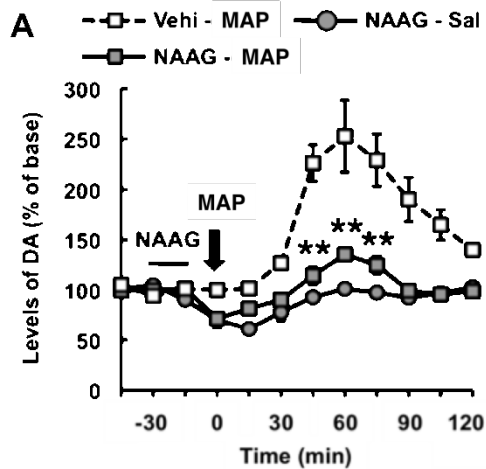 A
Vehi - MAP
NAAG - Sal
NAAG - MAP
Levels of DA (% of base)
300
250
200
150
100
50
0
MAP
NAAG
**
**
**
-30 0 30 60 90 120
Time (min)